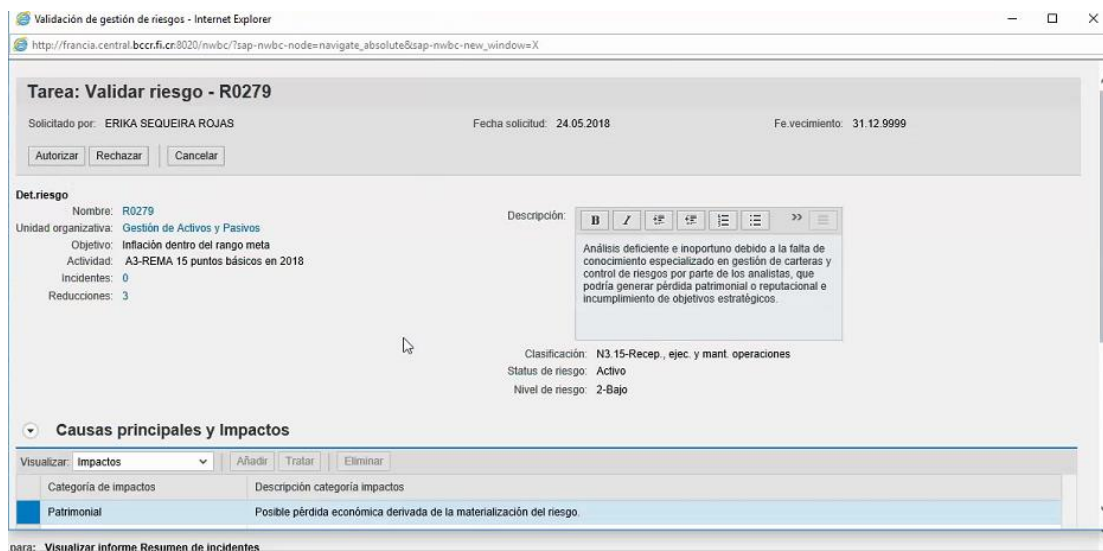 Validación de gestión de riesgos - Internet Explorer
http://francia.central.bccr.fi.cr:8020/nwbc/?sap-nwbc-node=navigate_absolute&sap-nwbc-new_window=X
Tarea: Validar riesgo - R0279
Solicitado por: ERIKA SEQUEIRA ROJAS Fecha solicitud: 24.05.2018 Fe.vecimiento: 31.12.9999
Autorizar Rechazar Cancelar
Det.riesgo
Nombre: R0279
Unidad organizativa: Gestión de Activos y Pasivos
Objetivo: Inflación dentro del rango meta
Actividad: A3-REMA 15 puntos básicos en 2018
Incidentes: 0
Reducciones: 3
Descripción:
B I
Análisis deficiente e inoportuno debido a la falta de
conocimiento especializado en gestión de carteras y
control de riesgos por parte de los analistas, que
podría generar pérdida patrimonial o reputacional e
incumplimiento de objetivos estratégicos.
Clasificación: N3.15-Recep., ejec. y mant. operaciones
Status de riesgo: Activo
Nivel de riesgo: 2-Bajo
Causas principales y Impactos
Visualizar: Impactos Añadir Tratar Eliminar
Categoría de impactos Descripción categoría impactos
Patrimonial Posible pérdida económica derivada de la materialización del riesgo.
para: Visualizar informe Resumen de incidentes